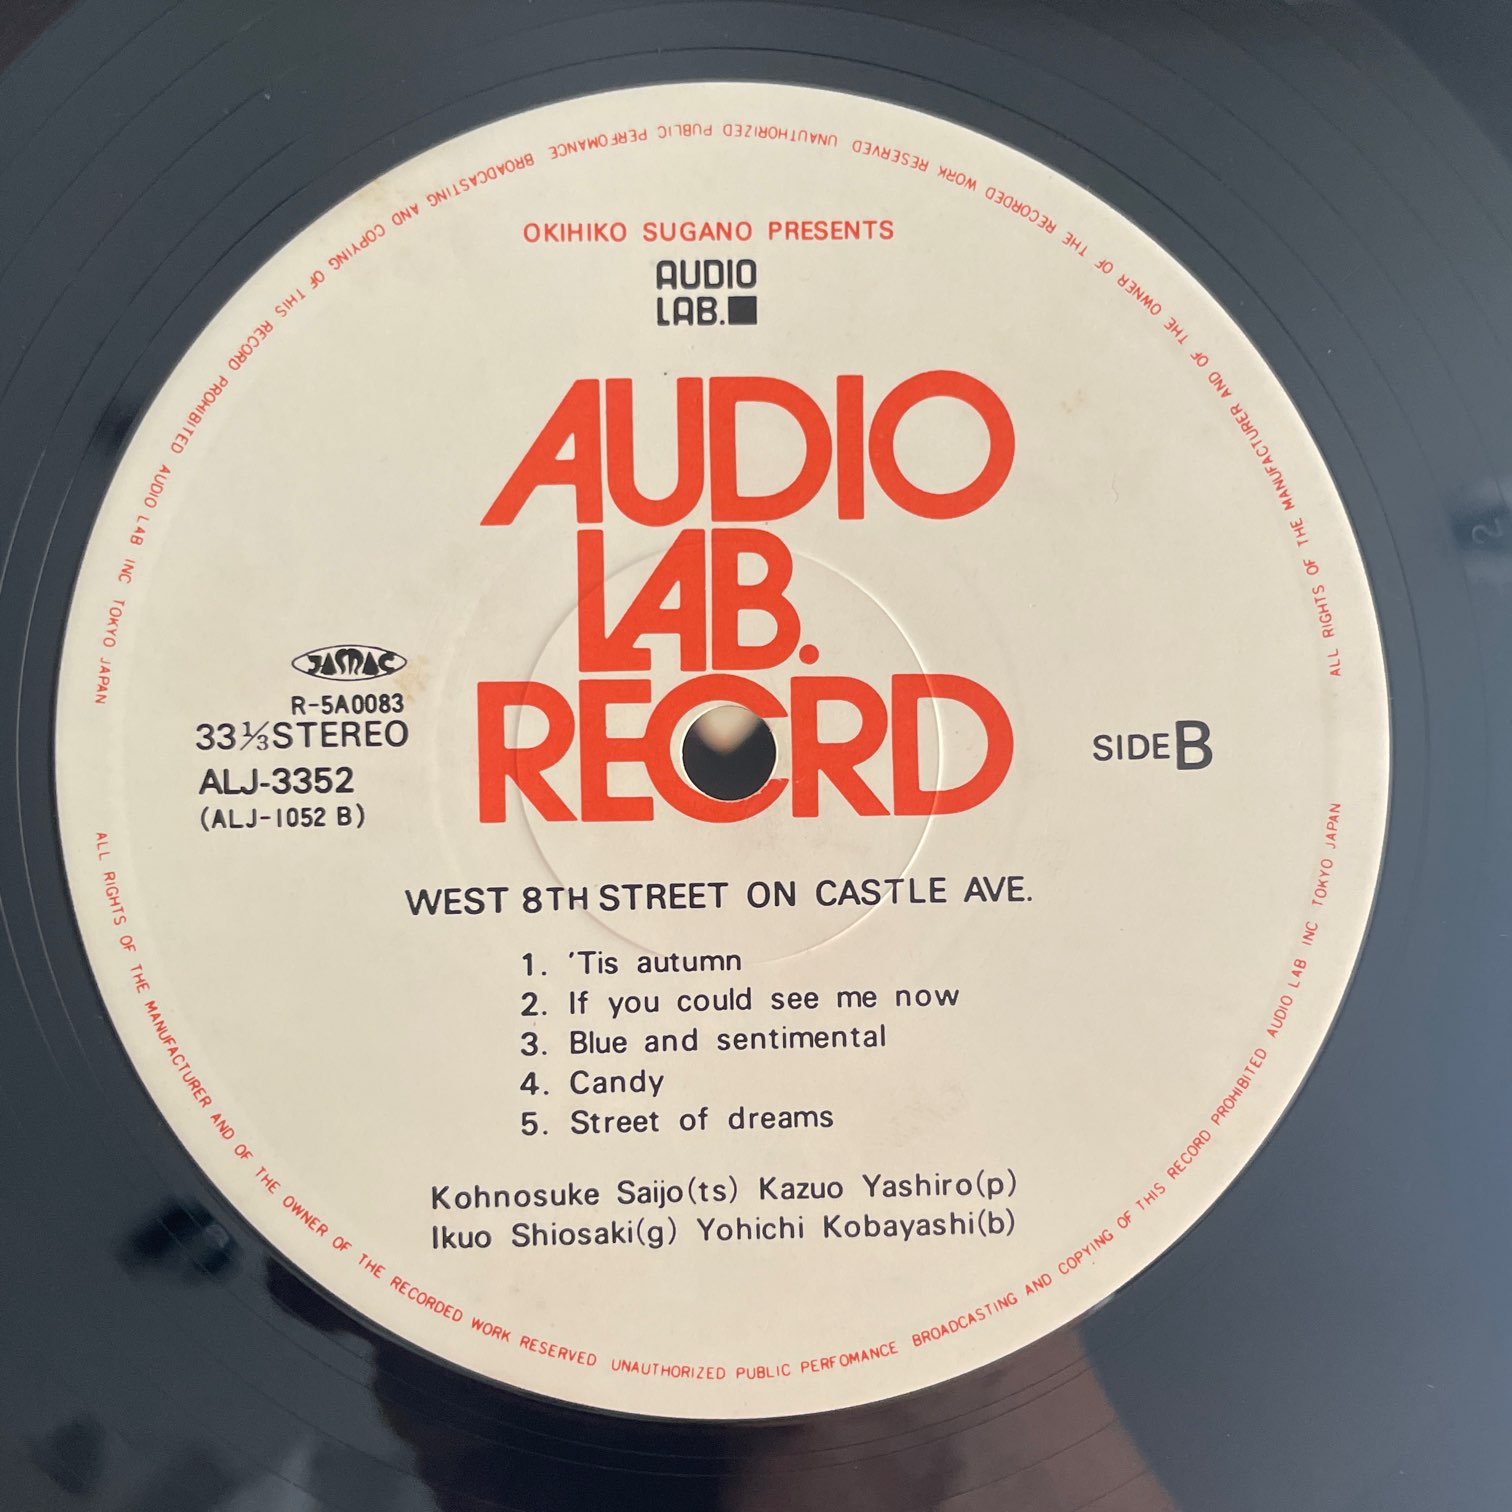 ALL RIGHTS OF THE MANUFACTURER AND OF THE OWNER OF THE RECORDED WORK RESERVED UNAUTHORIZED PUBLIC PERFOMANCE BROADCASTING AND COPYING OF THIS RECORD PROHIBITED AUDIO LAB INC TOKYO JAPAN
OKIHIKO SUGANO PRESENTS
AUDIO
LAB.
AUDIO
LAB.
RECORD
JASRAC
R-5A0083
33⅓STEREO
ALJ-3352
(ALJ-1052 B)
SIDE B
WEST 8TH STREET ON CASTLE AVE.
1. 'Tis autumn
2. If you could see me now
3. Blue and sentimental
4. Candy
5. Street of dreams
Kohnosuke Saijo(ts) Kazuo Yashiro(p)
Ikuo Shiosaki(g) Yohichi Kobayashi(b)
ALL RIGHTS OF THE MANUFACTURER AND OF THE OWNER OF THE RECORDED WORK RESERVED UNAUTHORIZED PUBLIC PERFOMANCE BROADCASTING AND COPYING OF THIS RECORD PROHIBITED AUDIO LAB INC TOKYO JAPAN